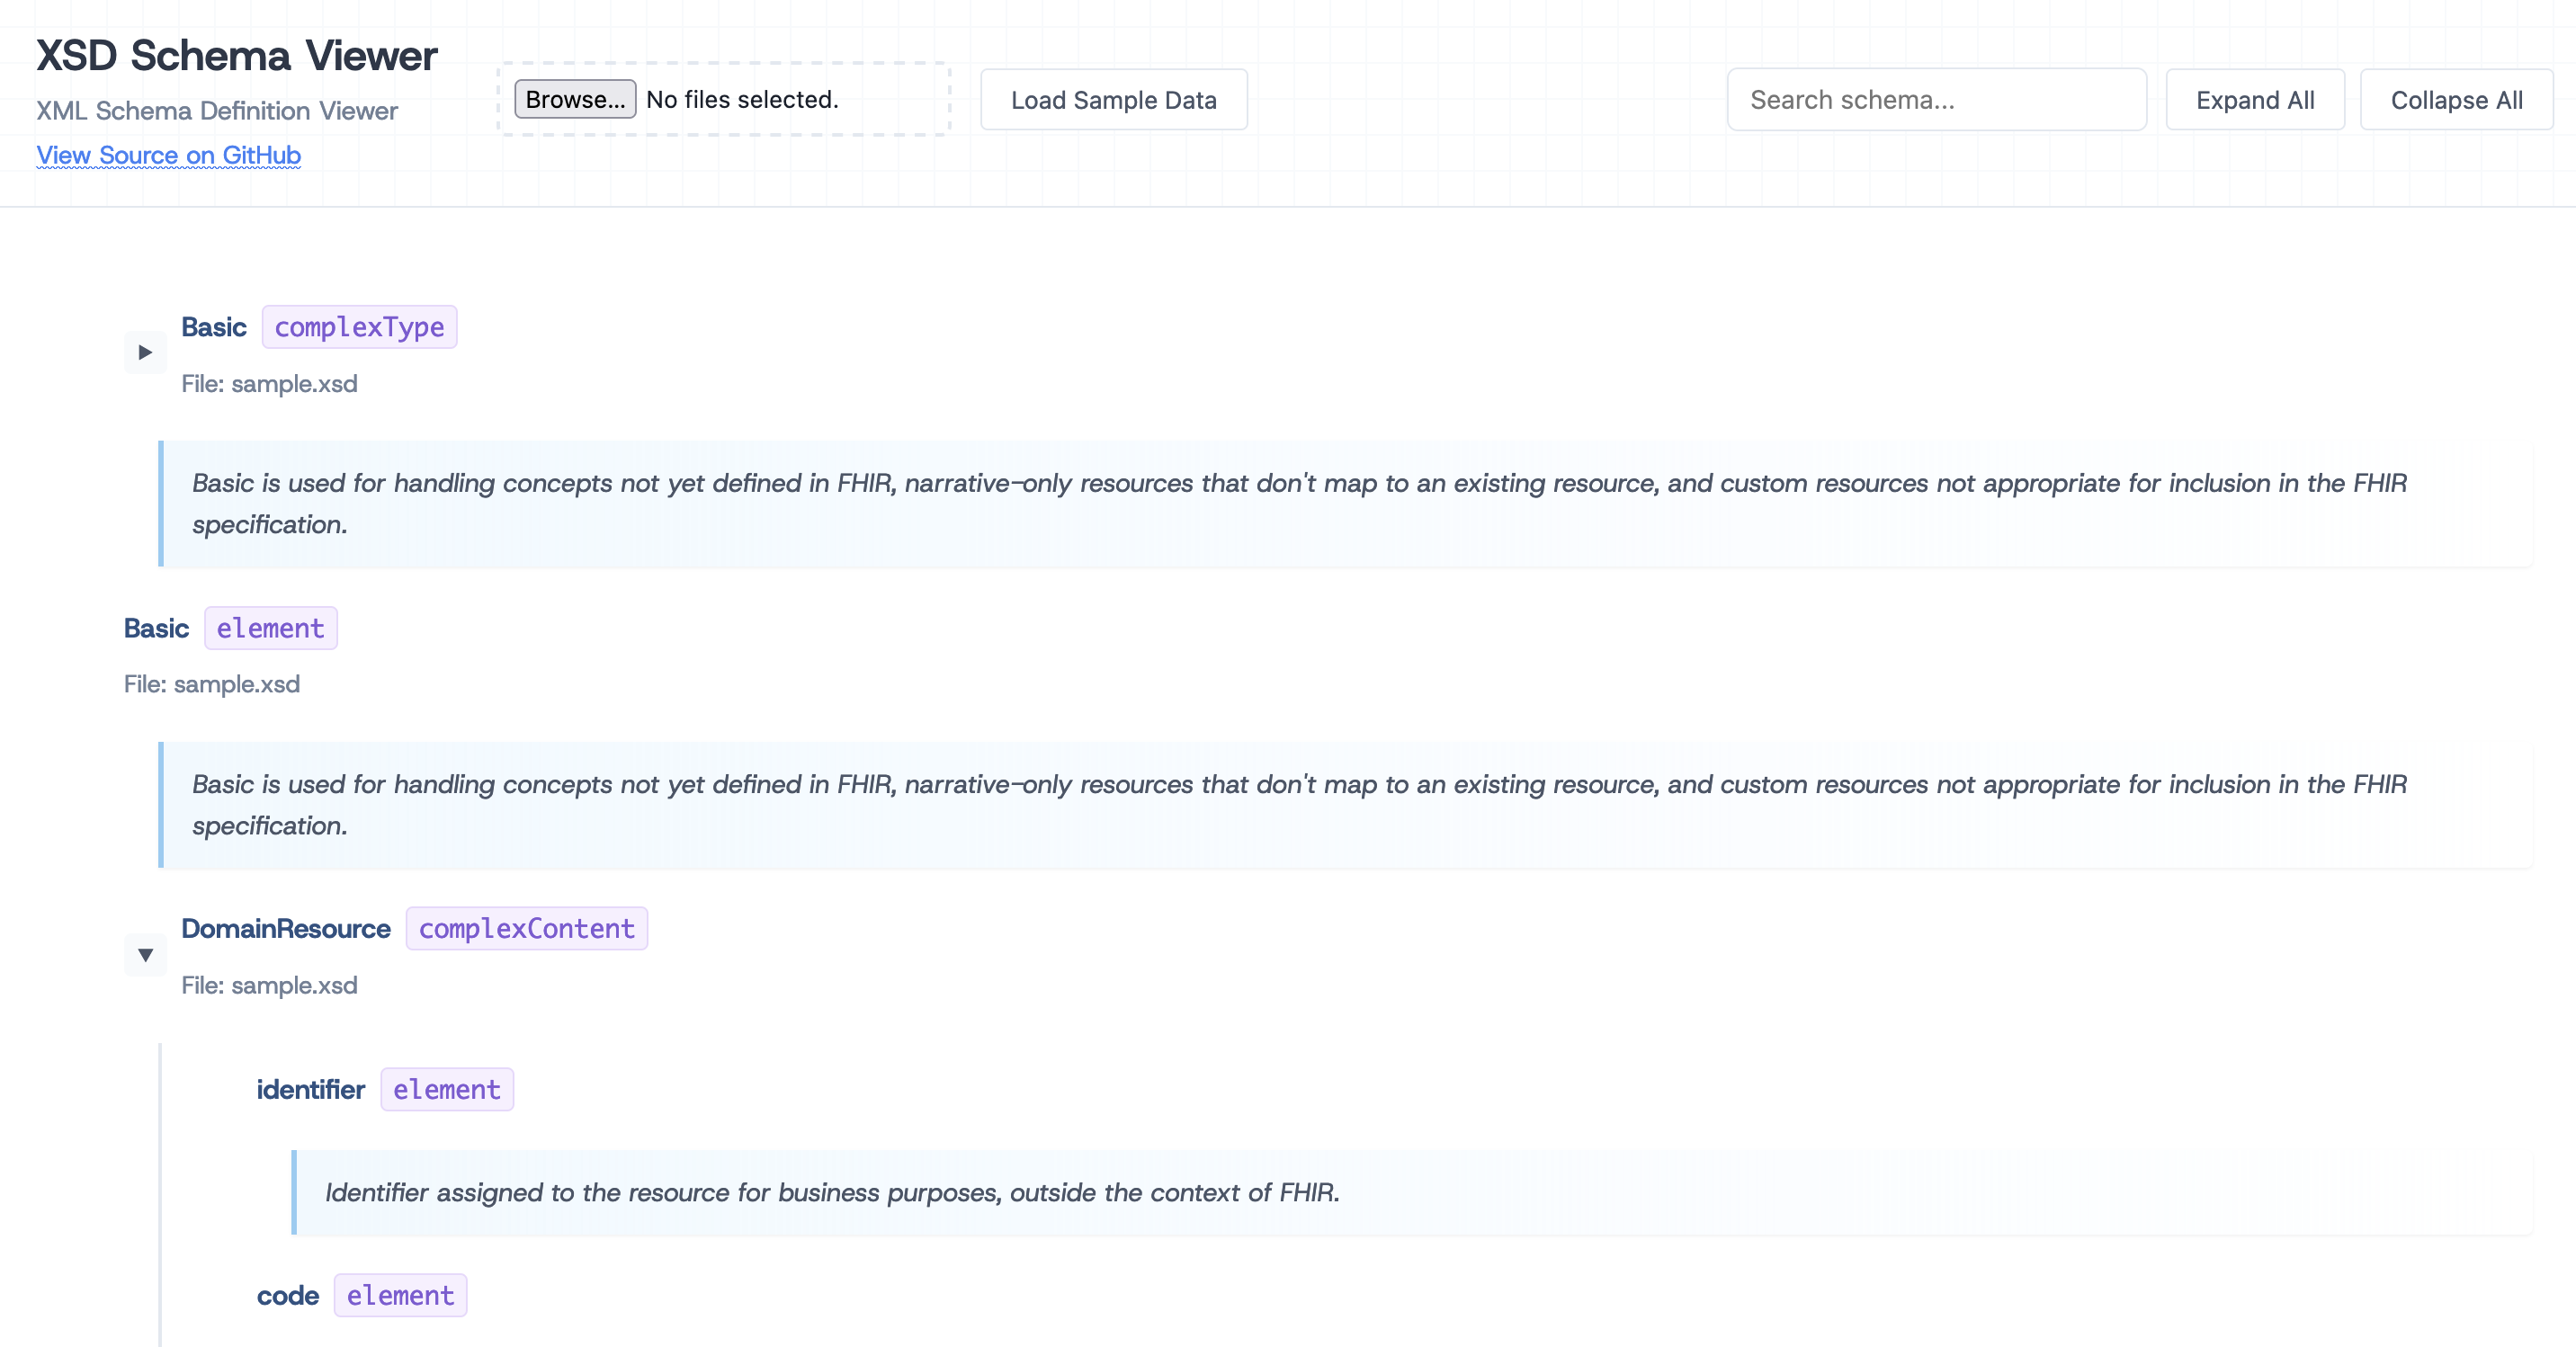 XSD Schema Viewer
XML Schema Definition Viewer
View Source on GitHub
Browse... No files selected.
Load Sample Data
Search schema...
Expand All
Collapse All
Basic complexType
File: sample.xsd
Basic is used for handling concepts not yet defined in FHIR, narrative-only resources that don't map to an existing resource, and custom resources not appropriate for inclusion in the FHIR
specification.
Basic element
File: sample.xsd
Basic is used for handling concepts not yet defined in FHIR, narrative-only resources that don't map to an existing resource, and custom resources not appropriate for inclusion in the FHIR
specification.
DomainResource complexContent
File: sample.xsd
identifier element
Identifier assigned to the resource for business purposes, outside the context of FHIR.
code element